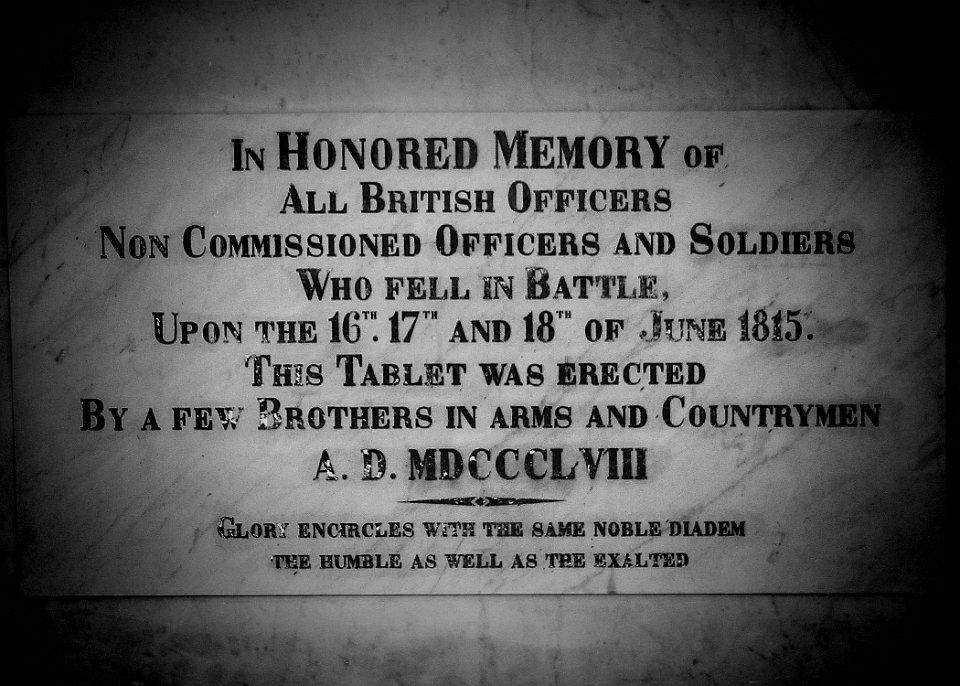 In Honored Memory of
All British Officers
Non Commissioned Officers and Soldiers
Who fell in Battle,
Upon the 16th. 17th and 18th of June 1815.
This Tablet was erected
By a few Brothers in arms and Countrymen
A. D. MDCCCLVIII
Glory encircles with the same noble diadem
the humble as well as the exalted